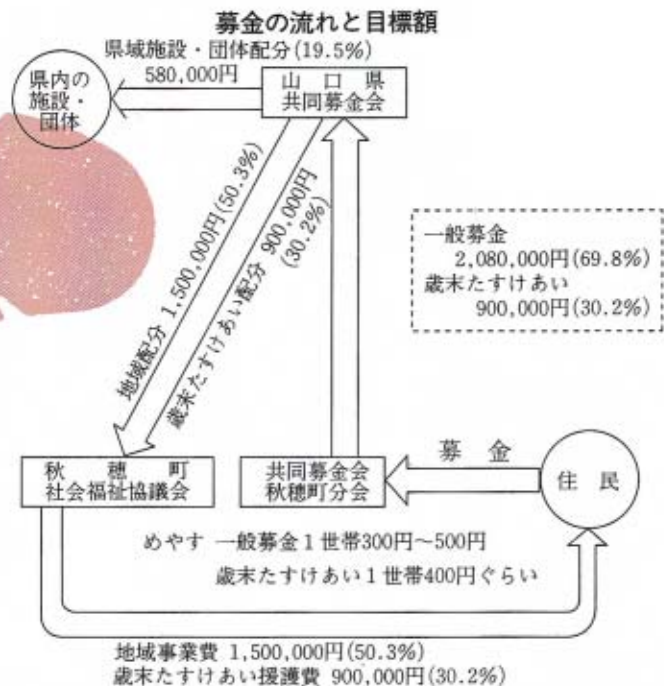 募金の流れと目標額
県域施設・団体配分(19.5%)
580,000円
県内の
施設・
団体
山口県
共同募金会
地域配分 1,500,000円(50.3%)
歳末たすけあい配分 900,000円
(30.2%)
一般募金
2,080,000円(69.8%)
歳末たすけあい
900,000円(30.2%)
秋穂町
社会福祉協議会
共同募金会
秋穂町分会
募金
住民
めやす 一般募金1世帯300円〜500円
歳末たすけあい1世帯400円ぐらい
地域事業費 1,500,000円(50.3%)
歳末たすけあい援護費 900,000円(30.2%)